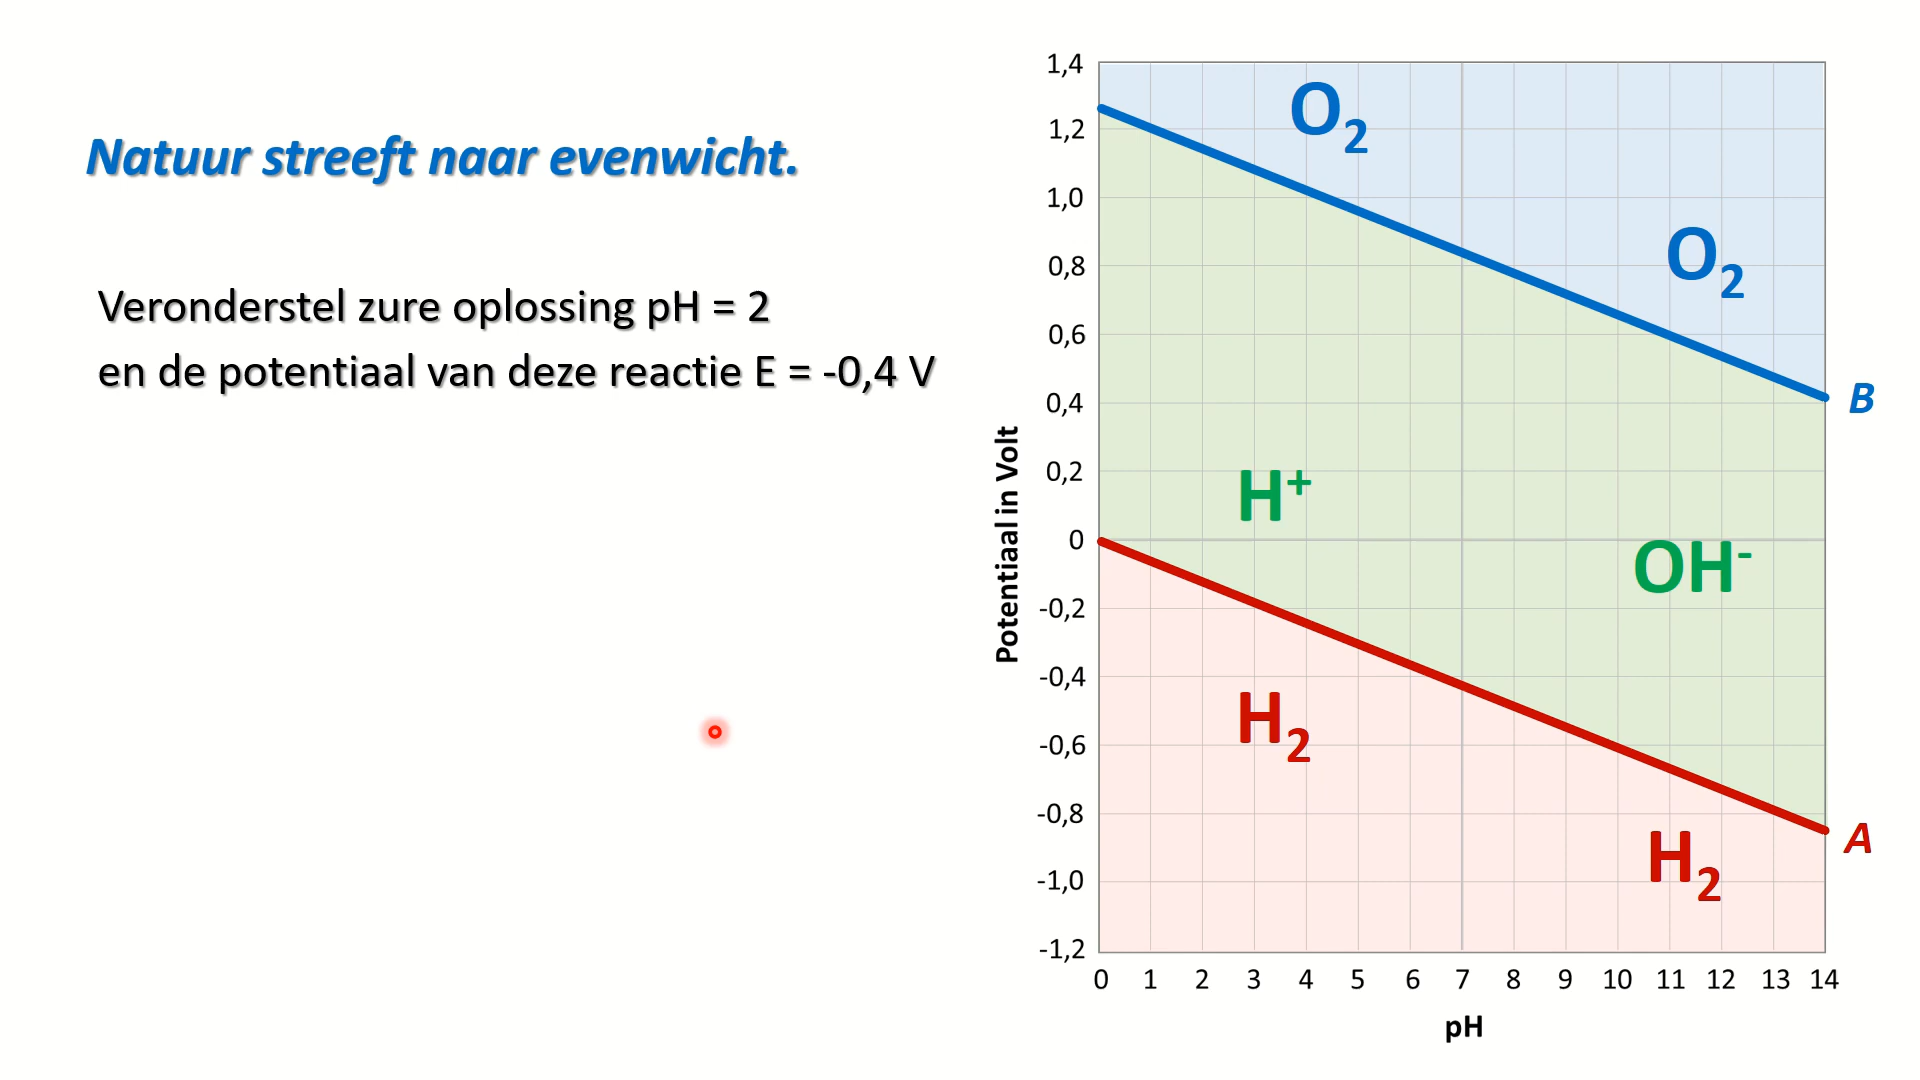 Natuur streeft naar evenwicht.
Veronderstel zure oplossing pH = 2
en de potentiaal van deze reactie E = -0,4 V
Potentiaal in Volt
1,4
1,2
1,0
0,8
0,6
0,4
0,2
0
-0,2
-0,4
-0,6
-0,8
-1,0
-1,2
O₂
O₂
B
H⁺
OH⁻
H₂
A
H₂
0 1 2 3 4 5 6 7 8 9 10 11 12 13 14
pH